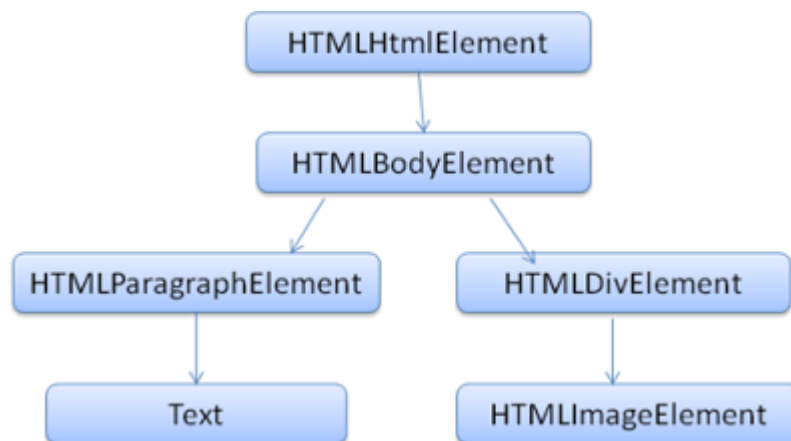 HTMLHtmlElement
HTMLBodyElement
HTMLParagraphElement
HTMLDivElement
Text
HTMLImageElement